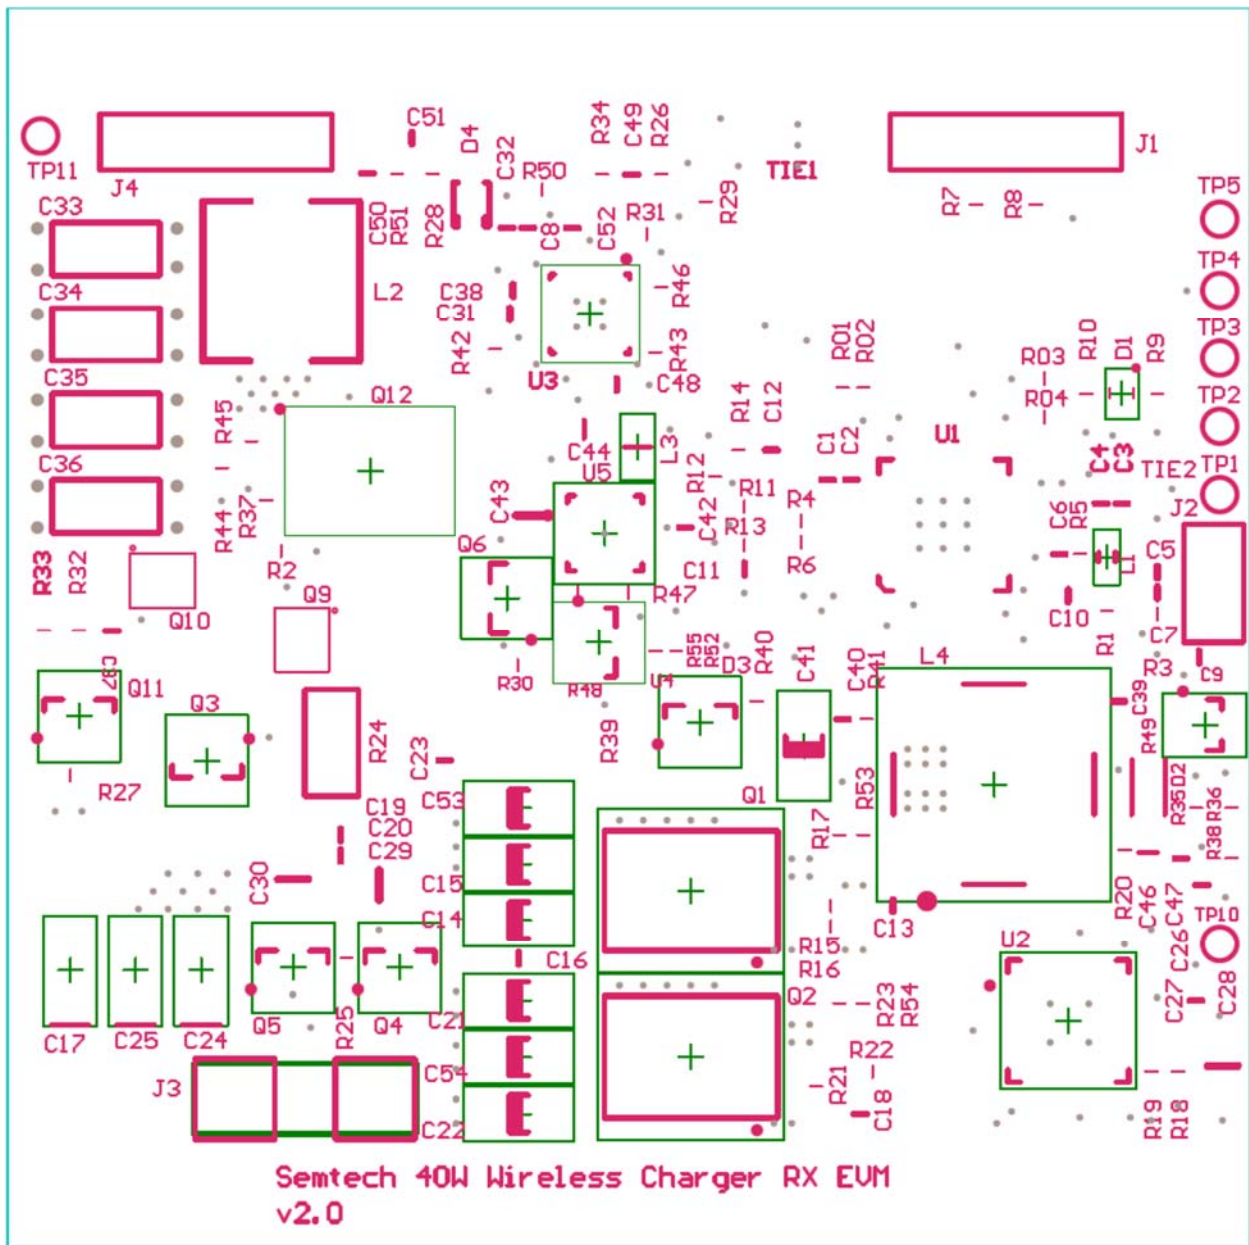 C51
D4
C32
R34
C49
R26
TP11
J4
R50
TIE1
J1
TP5
C33
C50
R51
R28
C8
C52
R31
R29
R7
R8
TP4
C34
L2
C38
C31
R46
TP3
R42
R43
R01
R02
R03
R10
D1
R9
C35
U3
C48
R04
TP2
Q12
R45
R14
C12
C36
C44
L3
C1
C2
U1
C4
C3
TIE2
TP1
U5
R12
R44
R37
C43
R11
R13
R4
C6
R5
J2
C42
R33
R32
Q6
R2
C11
R6
L1
C5
Q10
Q9
R47
C10
C7
R1
C37
Q11
R30
R48
U4
R55
R52
D3
R40
C41
C40
R41
L4
R3
C9
Q3
R24
R39
C39
R49
R27
C23
C53
Q1
R53
R35
D2
R36
C19
C20
C29
R17
R38
C30
C15
C14
R20
C46
C47
TP10
C16
R15
R16
C13
U2
C26
C27
C28
C17
C25
C24
Q5
R25
Q4
C21
Q2
R23
R54
J3
C54
R22
R21
C22
C18
R19
R18
Semtech 40W Wireless Charger RX EVM
v2.0